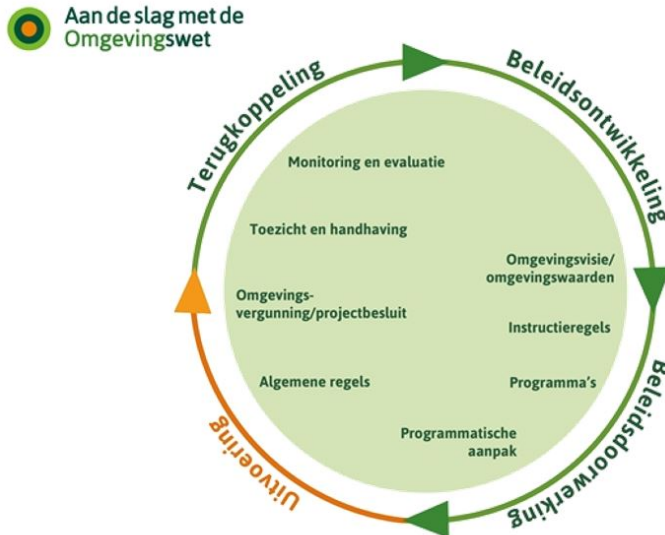 Aan de slag met de
Omgevingswet
Terugkoppeling
Beleidsontwikkeling
Monitoring en evaluatie
Toezicht en handhaving
Omgevingsvisie/
omgevingswaarden
Omgevings-
vergunning/projectbesluit
Instructieregels
Algemene regels
Programma's
Programmatische
aanpak
Uitvoering
Beleidsdoorwerking